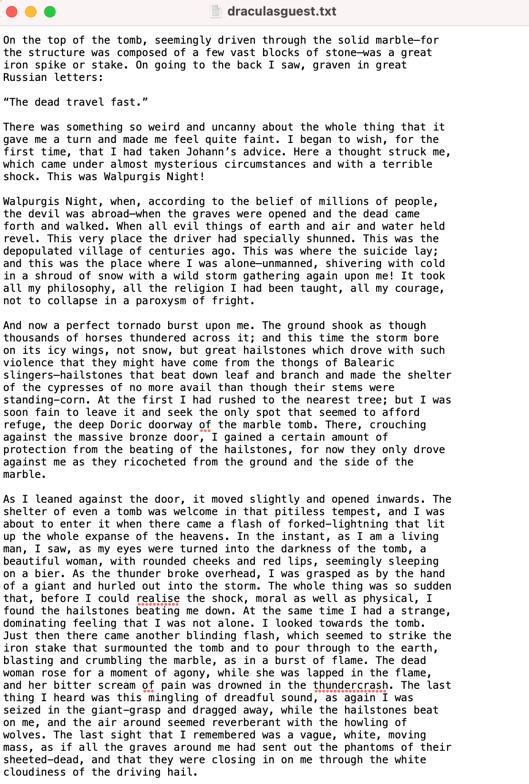 draculasguest.txt
On the top of the tomb, seemingly driven through the solid marble—for
the structure was composed of a few vast blocks of stone—was a great
iron spike or stake. On going to the back I saw, graven in great
Russian letters:
“The dead travel fast.”
There was something so weird and uncanny about the whole thing that it
gave me a turn and made me feel quite faint. I began to wish, for the
first time, that I had taken Johann’s advice. Here a thought struck me,
which came under almost mysterious circumstances and with a terrible
shock. This was Walpurgis Night!
Walpurgis Night, when, according to the belief of millions of people,
the devil was abroad—when the graves were opened and the dead came
forth and walked. When all evil things of earth and air and water held
revel. This very place the driver had specially shunned. This was the
depopulated village of centuries ago. This was where the suicide lay;
and this was the place where I was alone—unmanned, shivering with cold
in a shroud of snow with a wild storm gathering again upon me! It took
all my philosophy, all the religion I had been taught, all my courage,
not to collapse in a paroxysm of fright.
And now a perfect tornado burst upon me. The ground shook as though
thousands of horses thundered across it; and this time the storm bore
on its icy wings, not snow, but great hailstones which drove with such
violence that they might have come from the thongs of Balearic
slingers—hailstones that beat down leaf and branch and made the shelter
of the cypresses of no more avail than though their stems were
standing-corn. At the first I had rushed to the nearest tree; but I was
soon fain to leave it and seek the only spot that seemed to afford
refuge, the deep Doric doorway of the marble tomb. There, crouching
against the massive bronze door, I gained a certain amount of
protection from the beating of the hailstones, for now they only drove
against me as they ricocheted from the ground and the side of the
marble.
As I leaned against the door, it moved slightly and opened inwards. The
shelter of even a tomb was welcome in that pitiless tempest, and I was
about to enter it when there came a flash of forked-lightning that lit
up the whole expanse of the heavens. In the instant, as I am a living
man, I saw, as my eyes were turned into the darkness of the tomb, a
beautiful woman, with rounded cheeks and red lips, seemingly sleeping
on a bier. As the thunder broke overhead, I was grasped as by the hand
of a giant and hurled out into the storm. The whole thing was so sudden
that, before I could realise the shock, moral as well as physical, I
found the hailstones beating me down. At the same time I had a strange,
dominating feeling that I was not alone. I looked towards the tomb.
Just then there came another blinding flash, which seemed to strike the
iron stake that surmounted the tomb and to pour through to the earth,
blasting and crumbling the marble, as in a burst of flame. The dead
woman rose for a moment of agony, while she was lapped in the flame,
and her bitter scream of pain was drowned in the thundercrash. The last
thing I heard was this mingling of dreadful sound, as again I was
seized in the giant-grasp and dragged away, while the hailstones beat
on me, and the air around seemed reverberant with the howling of
wolves. The last sight that I remembered was a vague, white, moving
mass, as if all the graves around me had sent out the phantoms of their
sheeted-dead, and that they were closing in on me through the white
cloudiness of the driving hail.